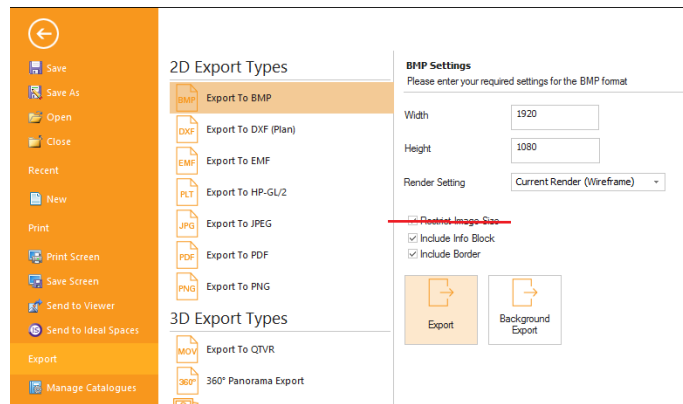 Save
Save As
Open
Close
Recent
New
Print
Print Screen
Save Screen
Send to Viewer
Send to Ideal Spaces
Export
Manage Catalogues
2D Export Types
BMP Export To BMP
DXF Export To DXF (Plan)
EMF Export To EMF
PLT Export To HP-GL/2
JPG Export To JPEG
PDF Export To PDF
PNG Export To PNG
3D Export Types
MOV Export To QTVR
360° 360° Panorama Export
BMP Settings
Please enter your required settings for the BMP format
Width 1920
Height 1080
Render Setting Current Render (Wireframe)
Restrict Image Size
Include Info Block
Include Border
Export
Background
Export